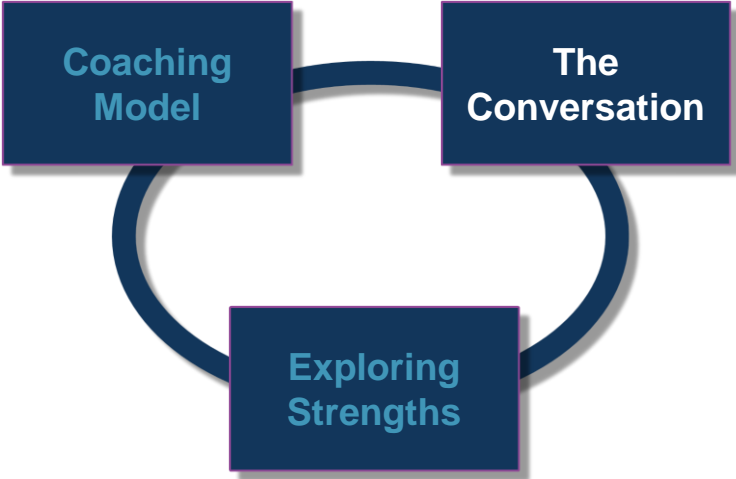 Coaching
Model
The
Conversation
Exploring
Strengths